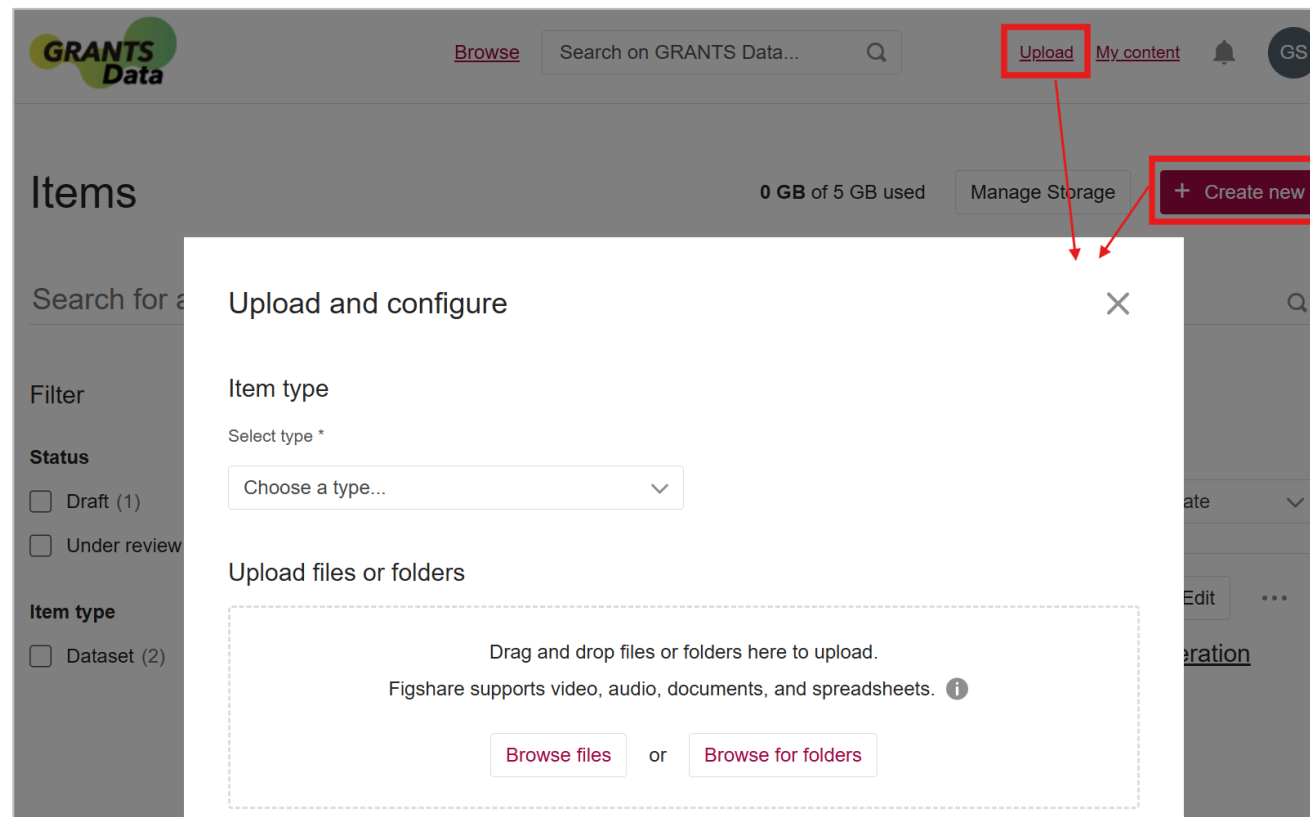 GRANTS
Data
Browse
Search on GRANTS Data...
Upload
My content
GS
Items
0 GB of 5 GB used
Manage Storage
+ Create new
Search for a
Upload and configure
Filter
Item type
Select type *
Status
Choose a type...
Draft (1)
ate
Under review
Upload files or folders
Item type
Edit
Dataset (2)
Drag and drop files or folders here to upload.
eration
Figshare supports video, audio, documents, and spreadsheets.
Browse files
or
Browse for folders